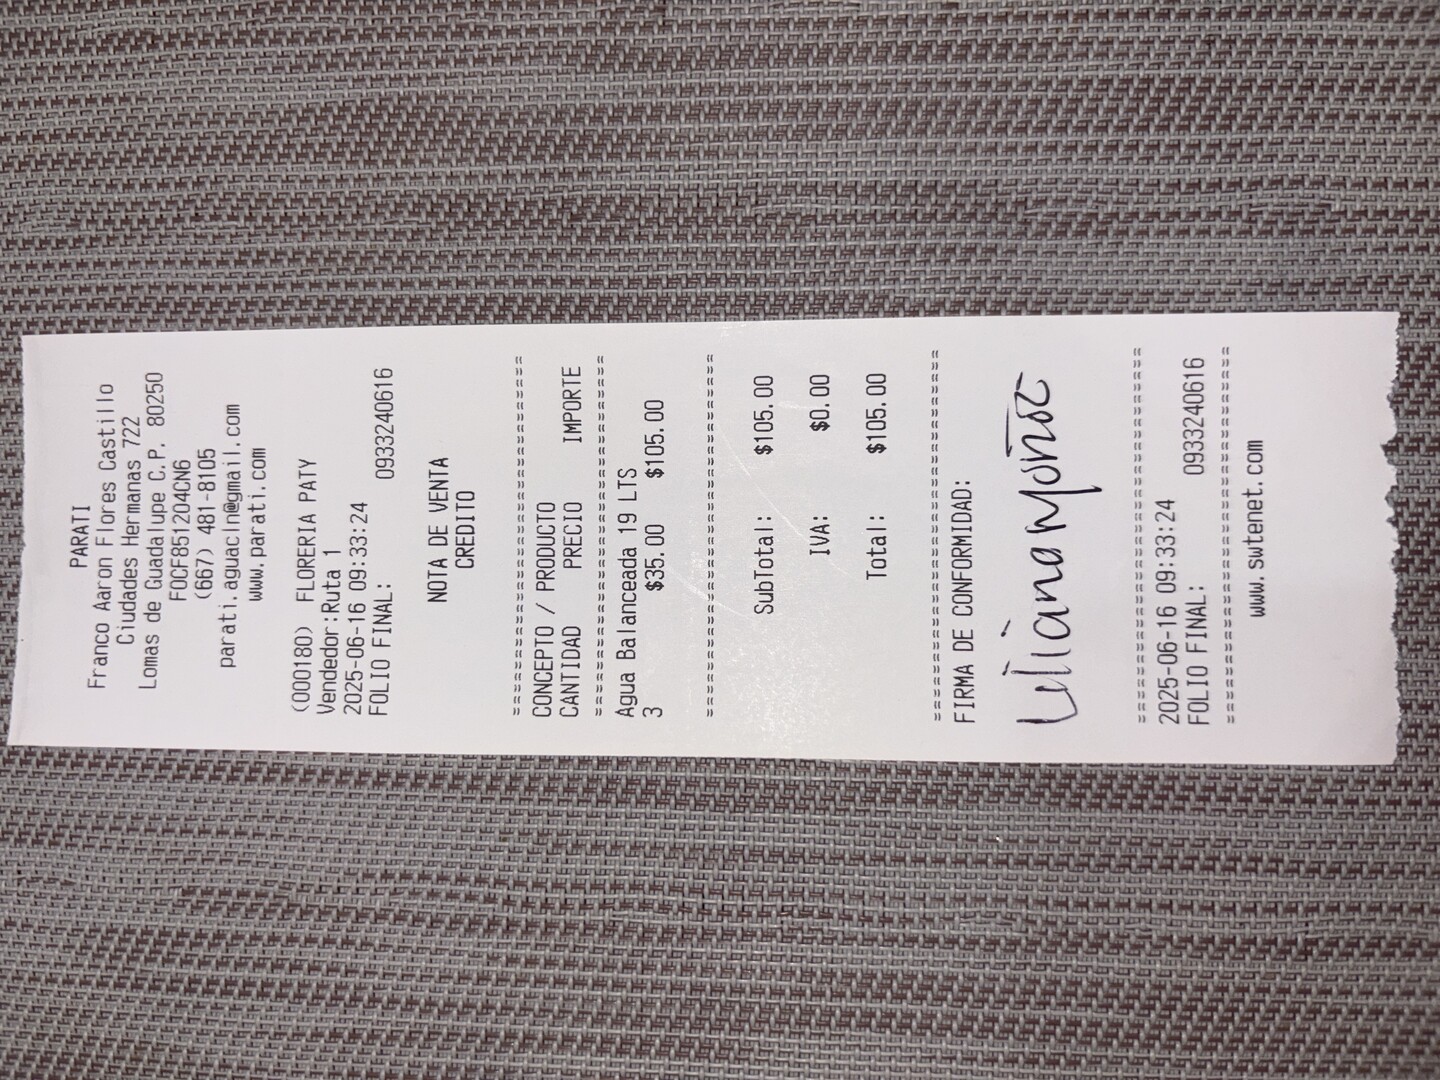 PARATI
Franco Aaron Flores Castillo
Ciudades Hermanas 722
Lomas de Guadalupe C.P. 80250
FOCF851204CN6
(667) 481-8105
parati.aguacln@gmail.com
www.parati.com
(000180) FLORERIA PATY
Vendedor:Ruta 1
2025-06-16 09:33:24
FOLIO FINAL: 0933240616
NOTA DE VENTA
CREDITO
==============================
CONCEPTO / PRODUCTO
CANTIDAD PRECIO IMPORTE
==============================
Agua Balanceada 19 LTS
3 $35.00 $105.00
==============================
SubTotal: $105.00
IVA: $0.00
Total: $105.00
==============================
FIRMA DE CONFORMIDAD:
Liliana Muñoz
==============================
2025-06-16 09:33:24
FOLIO FINAL: 0933240616
==============================
www.swtenet.com